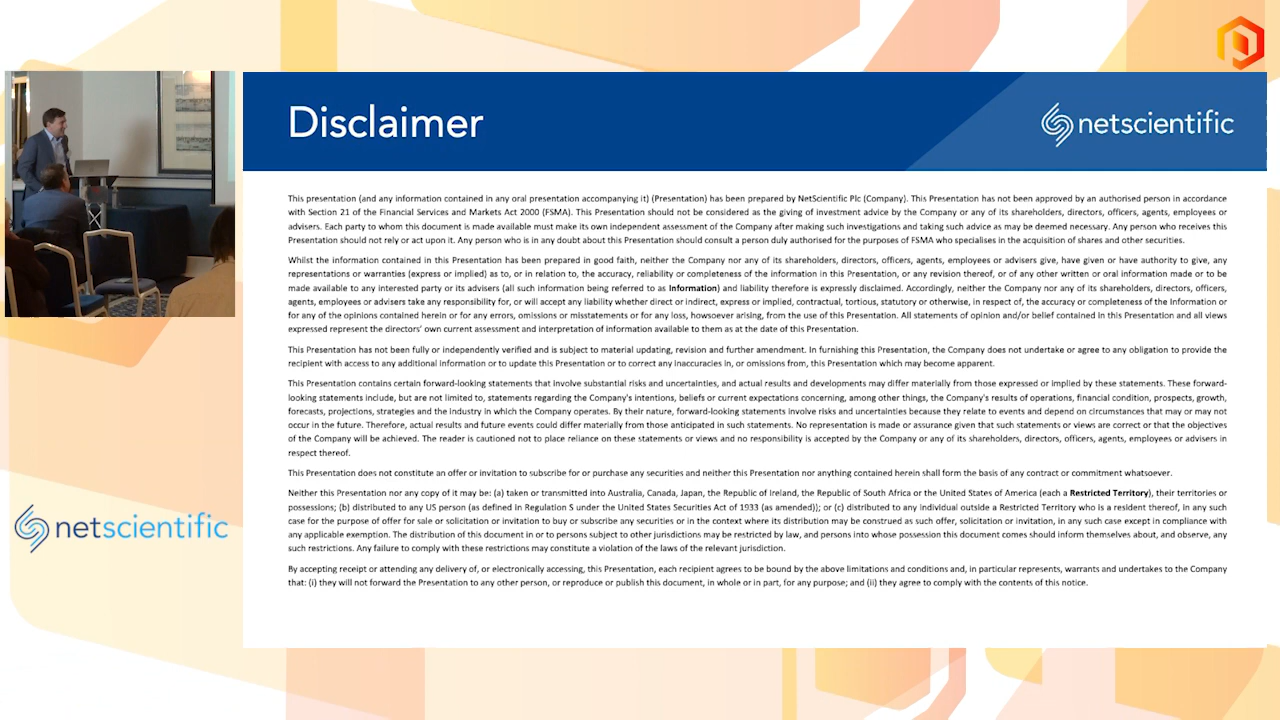 Disclaimer
netscientific
This presentation (and any information contained in any oral presentation accompanying it) (Presentation) has been prepared by NetScientific Plc (Company). This Presentation has not been approved by an authorised person in accordance
with Section 21 of the Financial Services and Markets Act 2000 (FSMA). This Presentation should not be considered as the giving of investment advice by the Company or any of its shareholders, directors, officers, agents, employees or
advisers. Each party to whom this document is made available must make its own independent assessment of the Company after making such investigations and taking such advice as may be deemed necessary. Any person who receives this
Presentation should not rely or act upon it. Any person who is in any doubt about this Presentation should consult a person duly authorised for the purposes of FSMA who specialises in the acquisition of shares and other securities.
Whilst the information contained in this Presentation has been prepared in good faith, neither the Company nor any of its shareholders, directors, officers, agents, employees or advisers give, have given or have authority to give, any
representations or warranties (express or implied) as to, or in relation to, the accuracy, reliability or completeness of the information in this Presentation, or any revision thereof, or of any other written or oral information made or to be
made available to any interested party or its advisers (all such information being referred to as Information) and liability therefore is expressly disclaimed. Accordingly, neither the Company nor any of its shareholders, directors, officers,
agents, employees or advisers take any responsibility for, or will accept any liability whether direct or indirect, express or implied, contractual, tortious, statutory or otherwise, in respect of, the accuracy or completeness of the Information or
for any of the opinions contained herein or for any errors, omissions or misstatements or for any loss, howsoever arising, from the use of this Presentation. All statements of opinion and/or belief contained in this Presentation and all views
expressed represent the directors' own current assessment and interpretation of information available to them as at the date of this Presentation.
This Presentation has not been fully or independently verified and is subject to material updating, revision and further amendment. In furnishing this Presentation, the Company does not undertake or agree to any obligation to provide the
recipient with access to any additional information or to update this Presentation or to correct any inaccuracies in, or omissions from, this Presentation which may become apparent.
This Presentation contains certain forward-looking statements that involve substantial risks and uncertainties, and actual results and developments may differ materially from those expressed or implied by these statements. These forward-
looking statements include, but are not limited to, statements regarding the Company's intentions, beliefs or current expectations concerning, among other things, the Company's results of operations, financial condition, prospects, growth,
forecasts, projections, strategies and the industry in which the Company operates. By their nature, forward-looking statements involve risks and uncertainties because they relate to events and depend on circumstances that may or may not
occur in the future. Therefore, actual results and future events could differ materially from those anticipated in such statements. No representation is made or assurance given that such statements or views are correct or that the objectives
of the Company will be achieved. The reader is cautioned not to place reliance on these statements or views and no responsibility is accepted by the Company or any of its shareholders, directors, officers, agents, employees or advisers in
respect thereof.
This Presentation does not constitute an offer or invitation to subscribe for or purchase any securities and neither this Presentation nor anything contained herein shall form the basis of any contract or commitment whatsoever.
Neither this Presentation nor any copy of it may be: (a) taken or transmitted into Australia, Canada, Japan, the Republic of Ireland, the Republic of South Africa or the United States of America (each a Restricted Territory), their territories or
possessions; (b) distributed to any US person (as defined in Regulation S under the United States Securities Act of 1933 (as amended)); or (c) distributed to any individual outside a Restricted Territory who is a resident thereof, in any such
case for the purpose of offer for sale or solicitation or invitation to buy or subscribe any securities or in the context where its distribution may be construed as such offer, solicitation or invitation, in any such case except in compliance with
any applicable exemption. The distribution of this document in or to persons subject to other jurisdictions may be restricted by law, and persons into whose possession this document comes should inform themselves about, and observe, any
such restrictions. Any failure to comply with these restrictions may constitute a violation of the laws of the relevant jurisdiction.
By accepting receipt or attending any delivery of, or electronically accessing, this Presentation, each recipient agrees to be bound by the above limitations and conditions and, in particular represents, warrants and undertakes to the Company
that: (i) they will not forward the Presentation to any other person, or reproduce or publish this document, in whole or in part, for any purpose; and (ii) they agree to comply with the contents of this notice.
netscientific